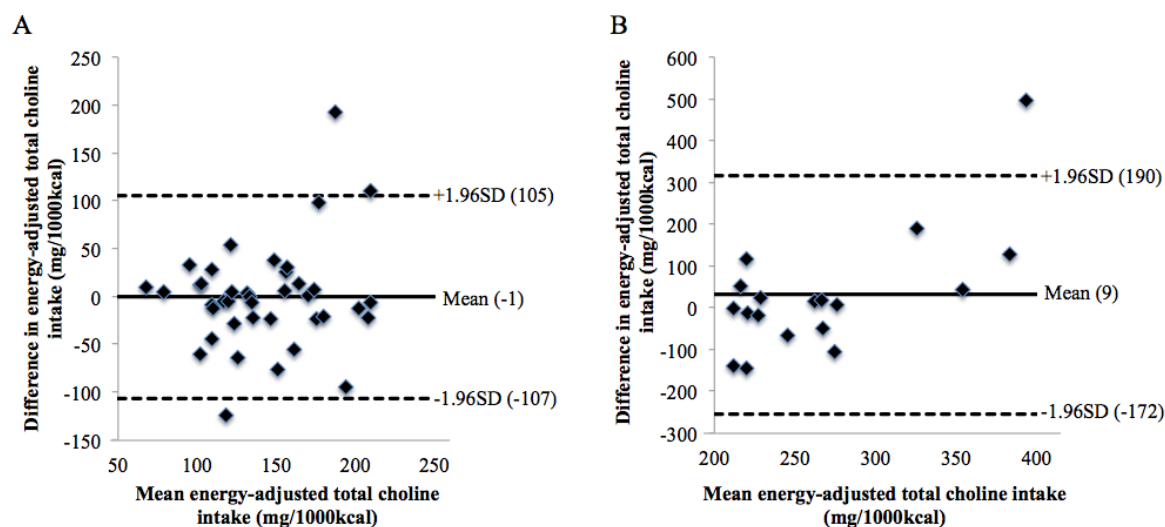 A
Difference in energy-adjusted total choline
intake (mg/1000kcal)
250
200
150
100
50
0
-50
-100
-150
+1.96SD (105)
Mean (-1)
-1.96SD (-107)
50
100
150
200
250
Mean energy-adjusted total choline
intake (mg/1000kcal)
B
Difference in energy-adjusted total choline
intake (mg/1000kcal)
600
500
400
300
200
100
0
-100
-200
-300
+1.96SD (190)
Mean (9)
-1.96SD (-172)
200
250
300
350
400
Mean energy-adjusted total choline intake
(mg/1000kcal)